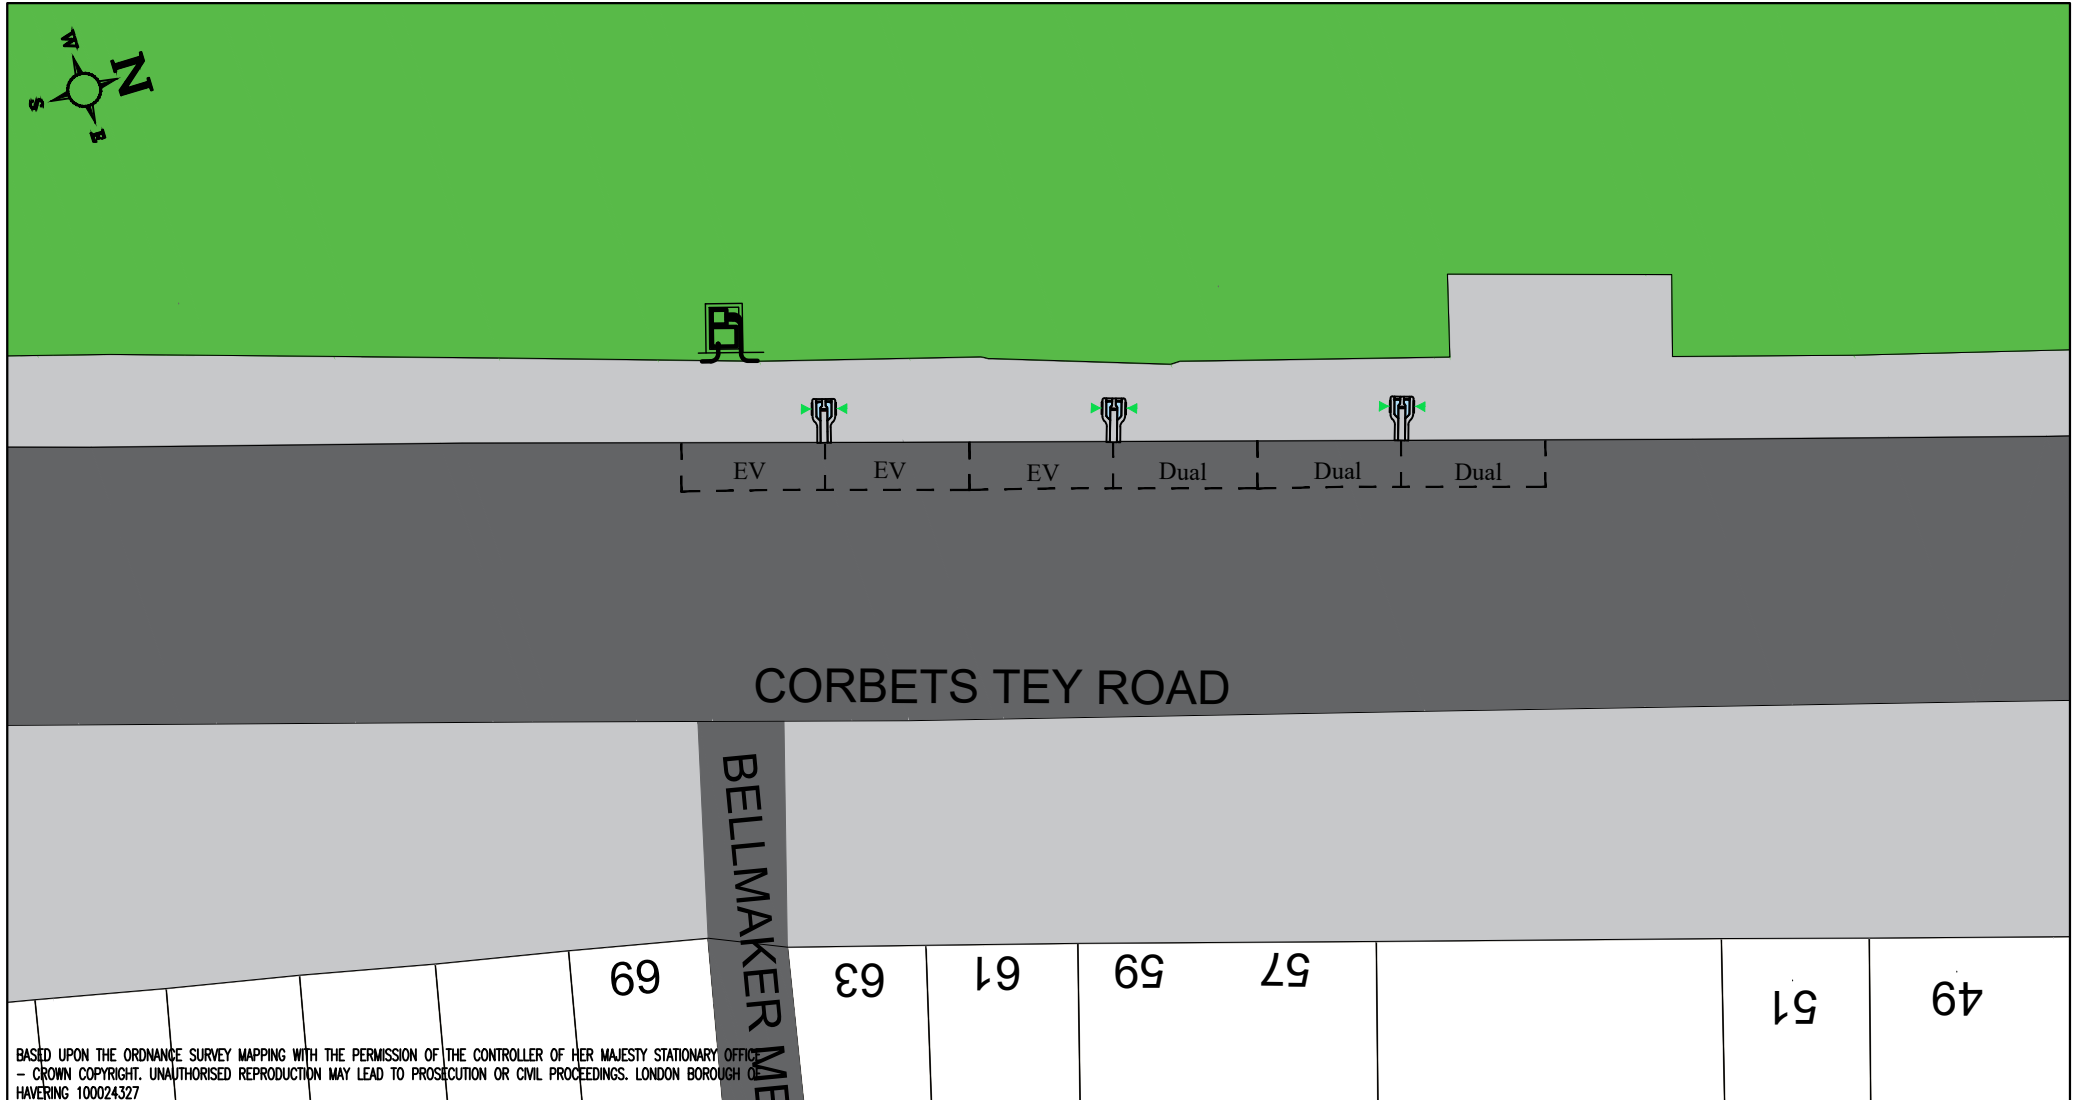 W
N
S
E
EV EV EV Dual Dual Dual
CORBETS TEY ROAD
BELLMAKER ME
69 63 61 59 57 51 49
BASED UPON THE ORDNANCE SURVEY MAPPING WITH THE PERMISSION OF THE CONTROLLER OF HER MAJESTY STATIONARY OFFICE
- CROWN COPYRIGHT. UNAUTHORISED REPRODUCTION MAY LEAD TO PROSECUTION OR CIVIL PROCEEDINGS. LONDON BOROUGH OF
HAVERING 100024327